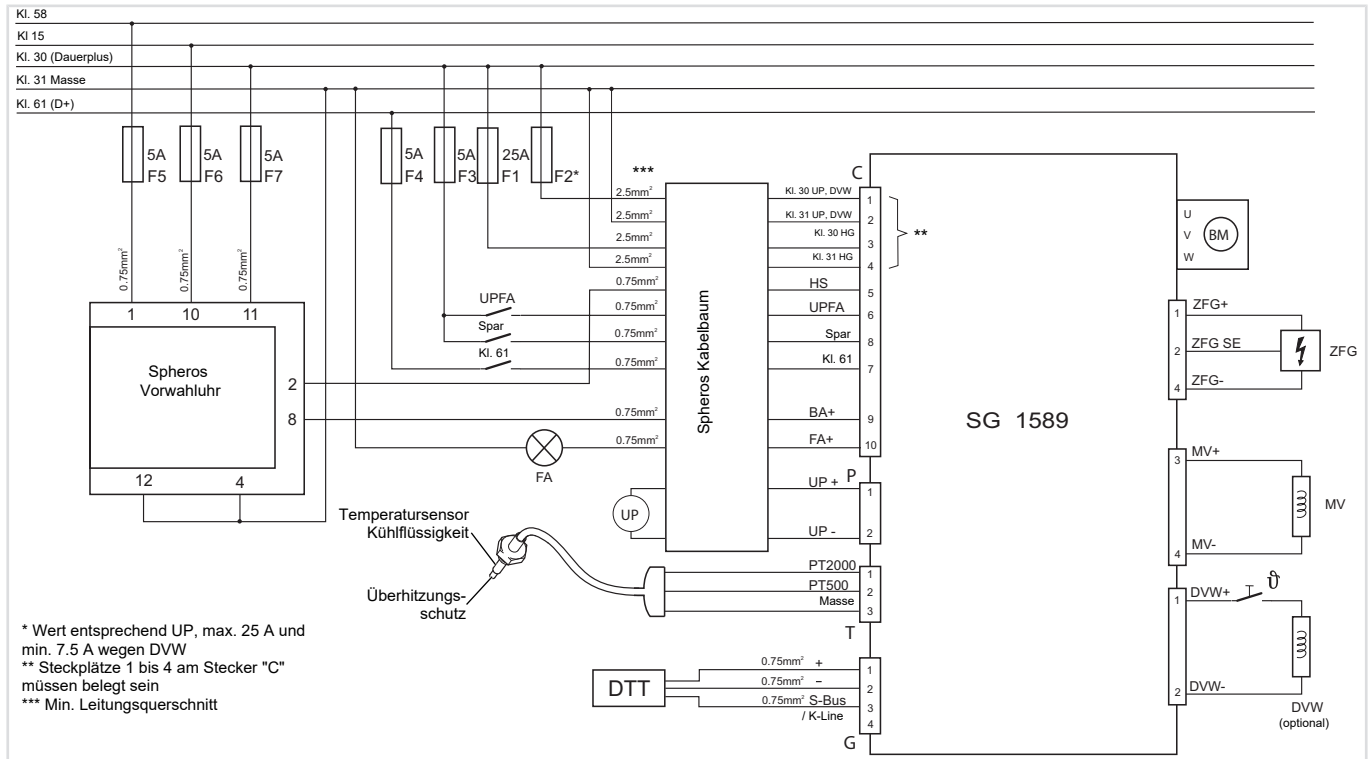 Kl. 58
Kl 15
Kl. 30 (Dauerplus)
Kl. 31 Masse
Kl. 61 (D+)
5A
F5
5A
F6
5A
F7
5A
F4
5A
F3
25A
F1
F2*
***
0.75mm²
0.75mm²
0.75mm²
1
10
11
Spheros
Vorwahluhr
2
8
12
4
2.5mm²
2.5mm²
2.5mm²
2.5mm²
0.75mm²
UPFA
0.75mm²
Spar
0.75mm²
Kl. 61
0.75mm²
0.75mm²
0.75mm²
FA
UP
Spheros Kabelbaum
C
Kl. 30 UP, DVW
1
Kl. 31 UP, DVW
2
Kl. 30 HG
3
Kl. 31 HG
4
**
HS
5
UPFA
6
Spar
8
Kl. 61
7
BA+
9
FA+
10
UP +
P
1
UP -
2
Temperatursensor
Kühlflüssigkeit
Überhitzungs-
schutz
PT2000
1
PT500
2
Masse
3
T
DTT
0.75mm² +
1
0.75mm² –
2
0.75mm² S-Bus
/ K-Line
3
4
G
SG 1589
U
V
W
BM
1
ZFG+
2
ZFG SE
4
ZFG-
ZFG
3
MV+
4
MV-
MV
1
DVW+
ϑ
2
DVW-
DVW
(optional)
* Wert entsprechend UP, max. 25 A und
min. 7.5 A wegen DVW
** Steckplätze 1 bis 4 am Stecker "C"
müssen belegt sein
*** Min. Leitungsquerschnitt